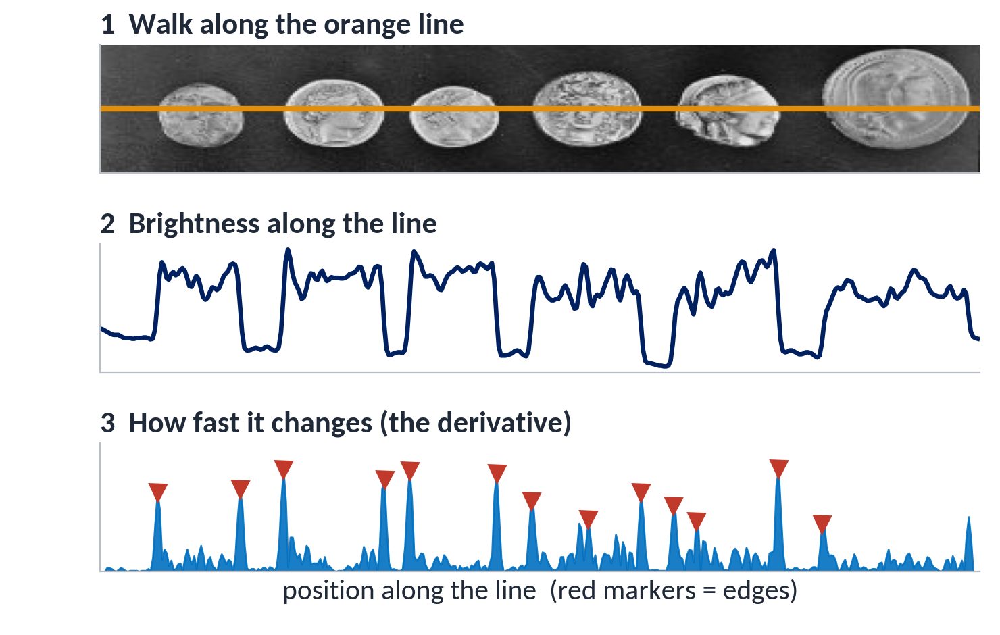 1 Walk along the orange line
2 Brightness along the line
3 How fast it changes (the derivative)
position along the line (red markers = edges)